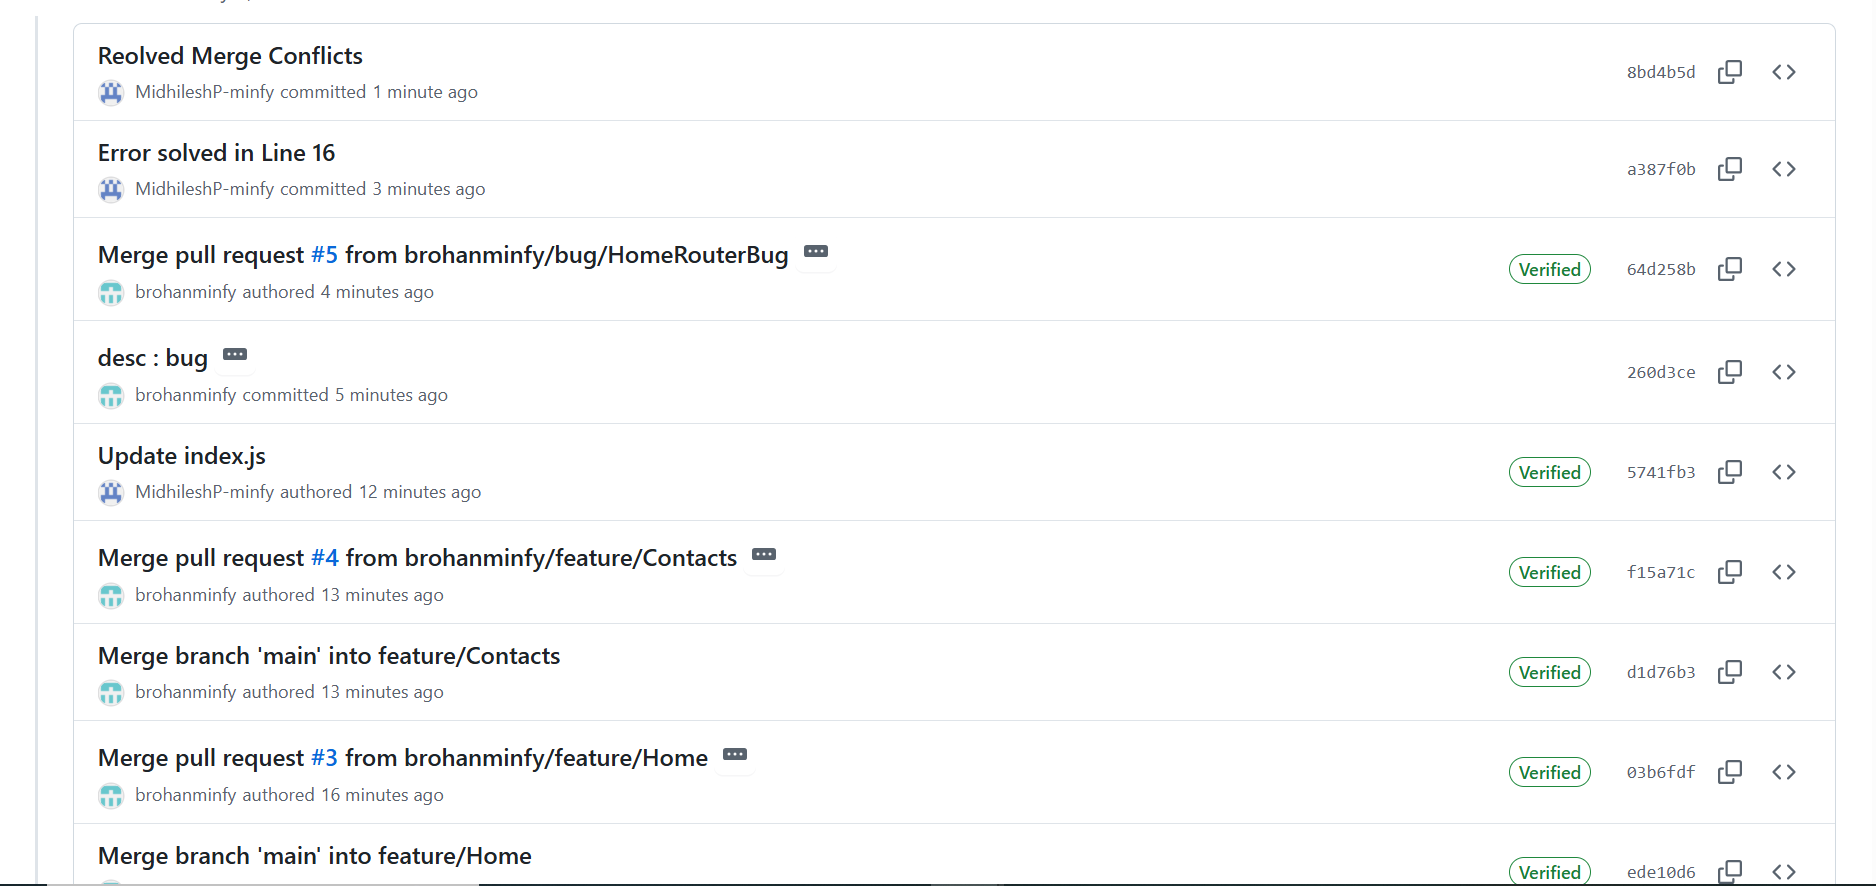 Reolved Merge Conflicts
MidhileshP-minfy committed 1 minute ago
8bd4b5d
Error solved in Line 16
MidhileshP-minfy committed 3 minutes ago
a387f0b
Merge pull request #5 from brohanminfy/bug/HomeRouterBug
brohanminfy authored 4 minutes ago
Verified 64d258b
desc : bug
brohanminfy committed 5 minutes ago
260d3ce
Update index.js
MidhileshP-minfy authored 12 minutes ago
Verified 5741fb3
Merge pull request #4 from brohanminfy/feature/Contacts
brohanminfy authored 13 minutes ago
Verified f15a71c
Merge branch 'main' into feature/Contacts
brohanminfy authored 13 minutes ago
Verified d1d76b3
Merge pull request #3 from brohanminfy/feature/Home
brohanminfy authored 16 minutes ago
Verified 03b6fdf
Merge branch 'main' into feature/Home
Verified ede10d6